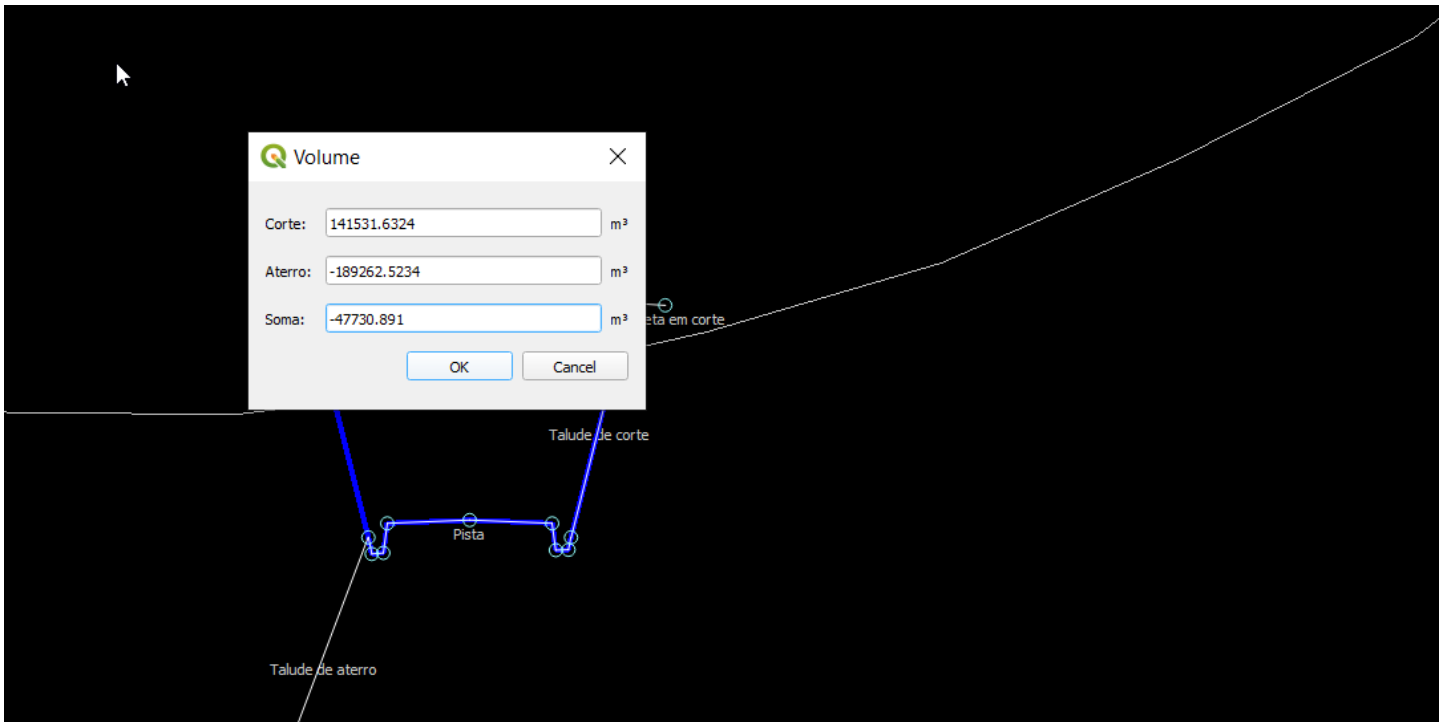 Volume
Corte: 141531.6324 m³
Aterro: -189262.5234 m³
Soma: -47730.891 m³
eta em corte
OK Cancel
Talude de corte
Pista
Talude de aterro